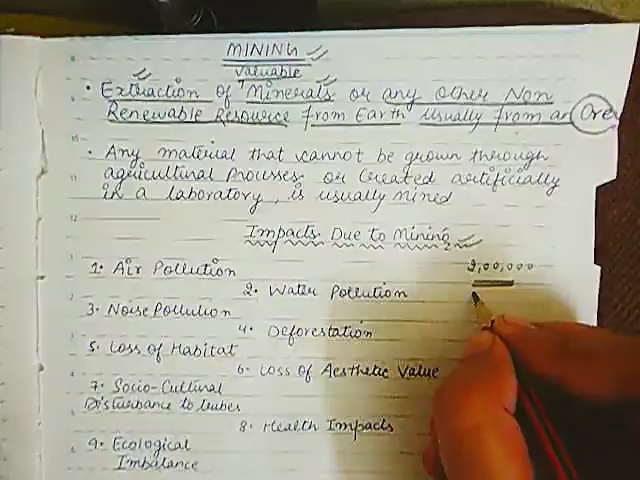 MINING
Valuable
• Extraction of Minerals or any other Non
Renewable Resource from Earth usually from an Ore
• Any material that cannot be grown through
agricultural processes or created artificially
in a laboratory, is usually mined
Impacts Due to Mining
1. Air Pollution
2,00,000
2. Water Pollution
3. Noise Pollution
4. Deforestation
5. Loss of Habitat
6. Loss of Aesthetic Value
7. Socio-Cultural
Disturbance to tribes
8. Health Impacts
9. Ecological
Imbalance